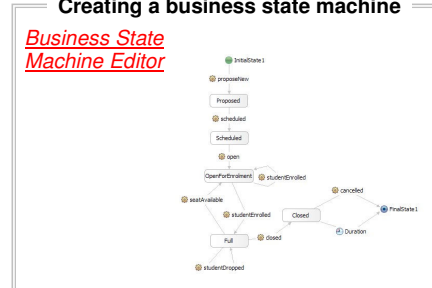 Creating a business state machine
Business State
Machine Editor
InitialState1
proposeNew
Proposed
scheduled
Scheduled
open
OpenForEnrolment
studentEnrolled
cancelled
seatAvailable
FinalState1
studentEnrolled
Closed
Duration
Full
closed
studentDropped